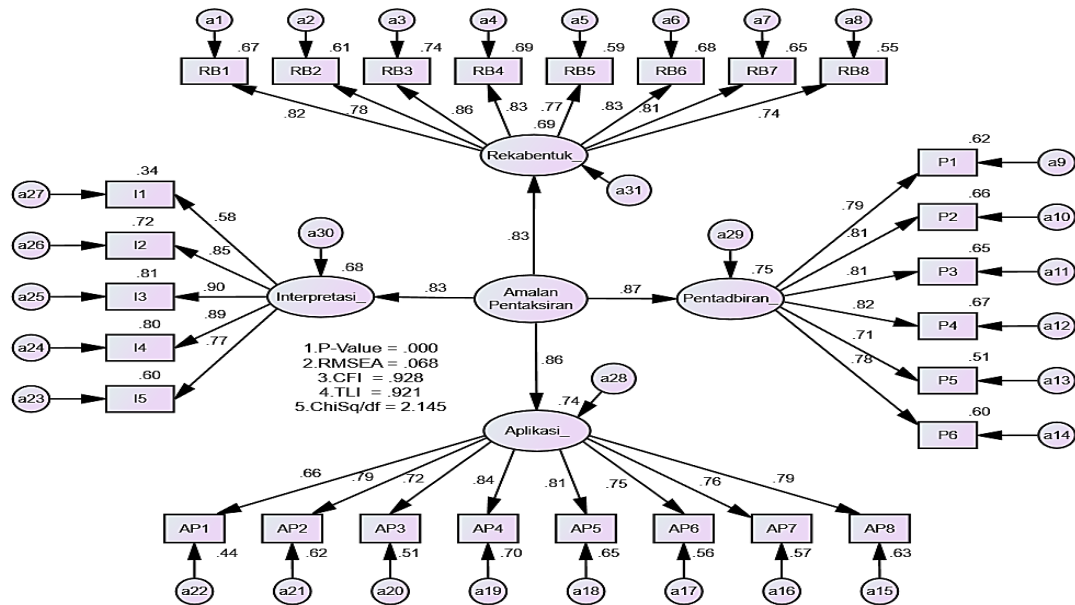 a1 a2 a3 a4 a5 a6 a7 a8
.67 .61 .74 .69 .59 .68 .65 .55
RB1 RB2 RB3 RB4 RB5 RB6 RB7 RB8
.82 .78 .86 .83 .77 .83 .81 .74
.69
Rekabentuk_
a31
.83
a27 I1 .34
a26 I2 .72
a25 I3 .81
a24 I4 .80
a23 I5 .60
.58
.85
.90
.89
.77
a30
.68
Interpretasi_
.83
Amalan
Pentaksiran
.87
a29
.75
Pentadbiran_
.79
.81
.81
.82
.71
.78
.62
P1 a9
.66
P2 a10
.65
P3 a11
.67
P4 a12
.51
P5 a13
.60
P6 a14
1.P-Value = .000
2.RMSEA = .068
3.CFI = .928
4.TLI = .921
5.ChiSq/df = 2.145
.86
a28
.74
Aplikasi_
.66 .79 .72 .84 .81 .75 .76 .79
AP1 AP2 AP3 AP4 AP5 AP6 AP7 AP8
.44 .62 .51 .70 .65 .56 .57 .63
a22 a21 a20 a19 a18 a17 a16 a15